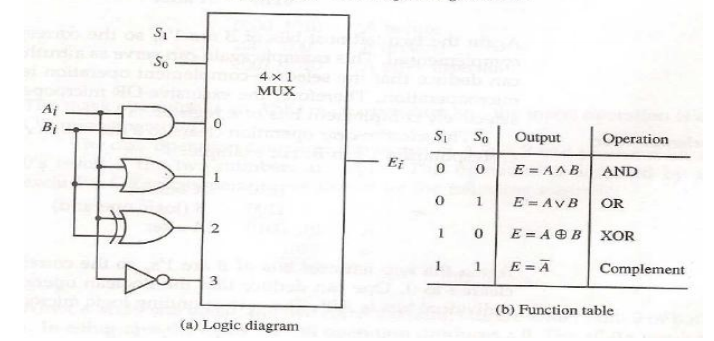 S1
S0
4 × 1
MUX
Ai
Bi
0
1
2
3
Ei
(a) Logic diagram
S1 S0 Output Operation
0 0 E = A ∧ B AND
0 1 E = A ∨ B OR
1 0 E = A ⊕ B XOR
1 1 E = A̅ Complement
(b) Function table